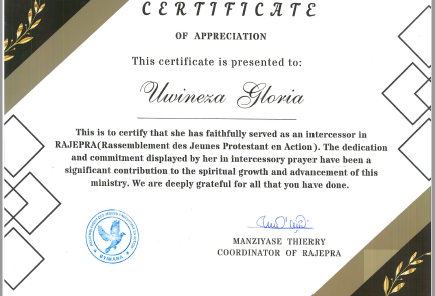 CERTIFICATE
OF APPRECIATION
This certificate is presented to:
Uwineza Gloria
This is to certify that she has faithfully served as an intercessor in
RAJEPRA(Rassemblement des Jeunes Protestant en Action ). The dedication
and commitment displayed by her in intercessory prayer have been a
significant contribution to the spiritual growth and advancement of this
ministry. We are deeply grateful for all that you have done.
MANZIYASE THIERRY
COORDINATOR OF RAJEPRA